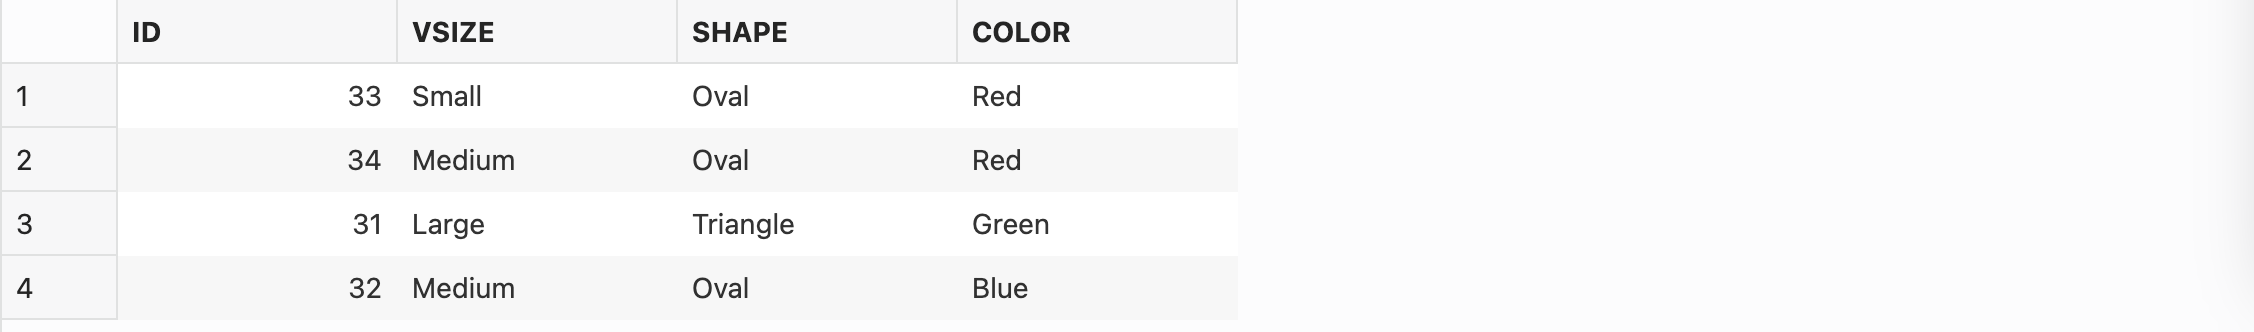 ID VSIZE SHAPE COLOR
1 33 Small Oval Red
2 34 Medium Oval Red
3 31 Large Triangle Green
4 32 Medium Oval Blue